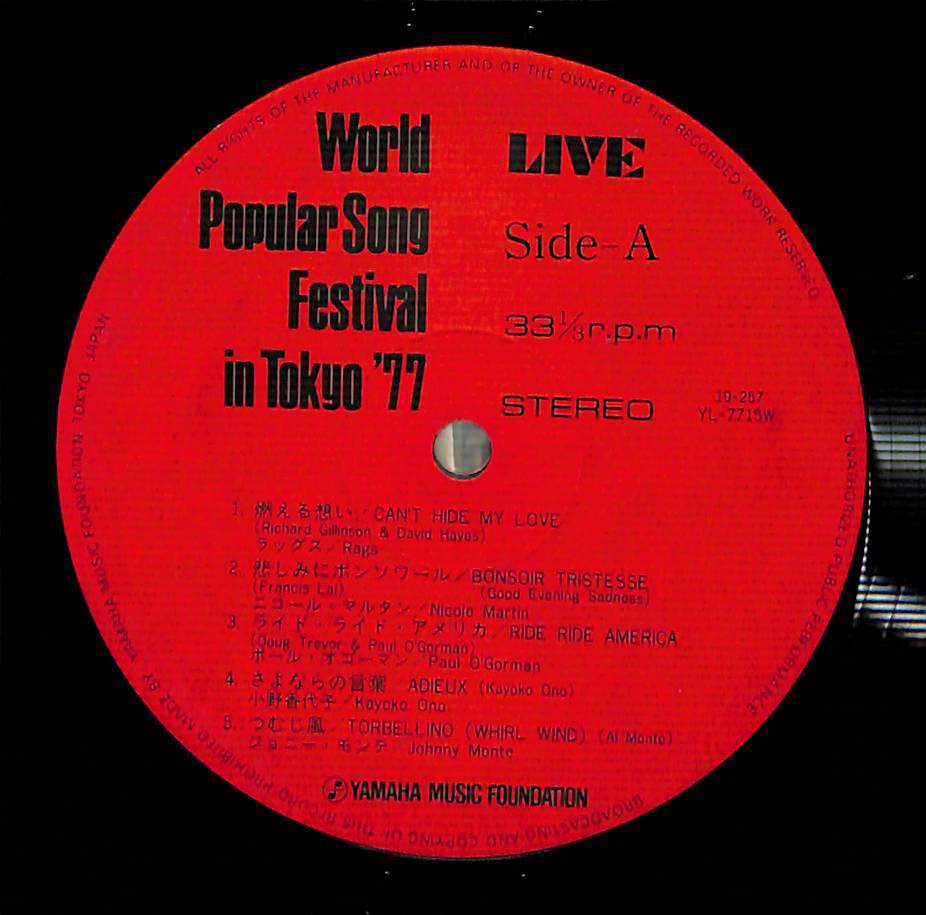 ALL RIGHTS OF THE MANUFACTURER AND OF THE OWNER OF THE RECORDED WORK RESERVED
World
Popular Song
Festival
in Tokyo '77
LIVE
Side-A
33⅓r.p.m
STEREO
19-267
YL-7715W
1. 燃える想い/CAN'T HIDE MY LOVE
(Richard Gillinson & David Hayes)
ラッグス/Rags
2. 悲しみにボンソワール/BONSOIR TRISTESSE
(Francis Lai) (Good Evening Sadness)
ニコール・マルタン/Nicole Martin
3. ライド・ライド・アメリカ/RIDE RIDE AMERICA
(Doug Trevor & Paul O'Gorman)
ポール・オゴーマン/Paul O'Gorman
4. さよならの言葉 ADIEUX (Kayoko Ono)
小野香代子/Kayoko Ono
5. つむじ風/TORBELLINO (WHIRL WIND) (Al Monte)
ジョニー・モンテ Johnny Monte
YAMAHA MUSIC FOUNDATION
UNATHORIZED PUBLIC PERFORMANCE
BROADCASTING AND COPYING OF THIS RECORD PROHIBITED MADE BY YAMAHA MUSIC FOUNDATION TOKYO JAPAN